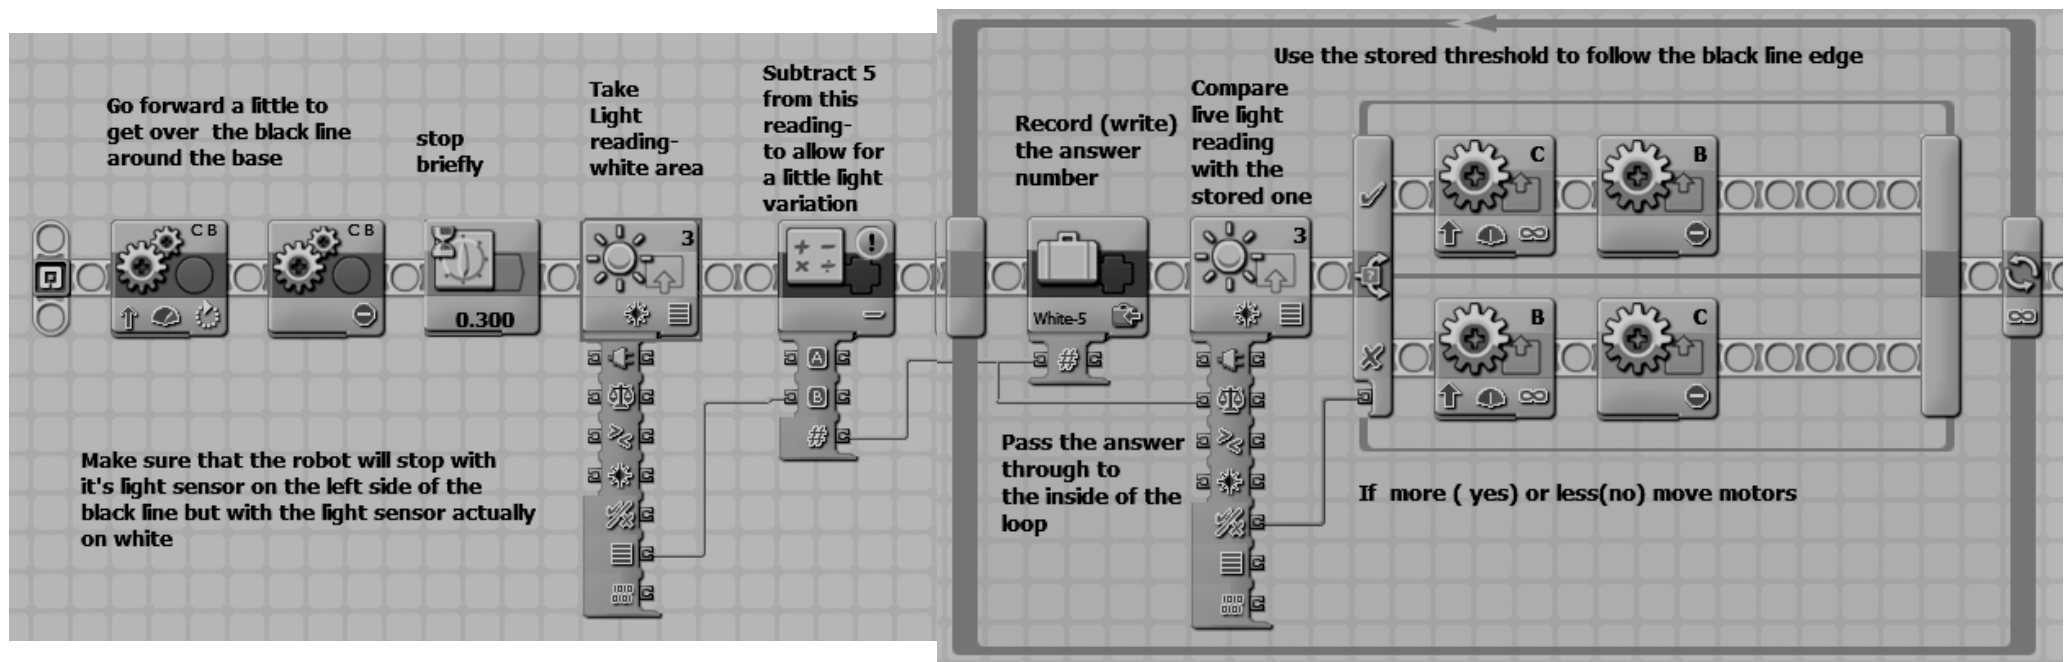 Go forward a little to
get over the black line
around the base
stop
briefly
Take
Light
reading-
white area
Subtract 5
from this
reading-
to allow for
a little light
variation
C B
C B
0.300
3
A
B
#
Make sure that the robot will stop with
it's light sensor on the left side of the
black line but with the light sensor actually
on white
Use the stored threshold to follow the black line edge
Record (write)
the answer
number
Compare
live light
reading
with the
stored one
White-5
#
3
C
B
B
C
Pass the answer
through to
the inside of the
loop
If more ( yes) or less(no) move motors